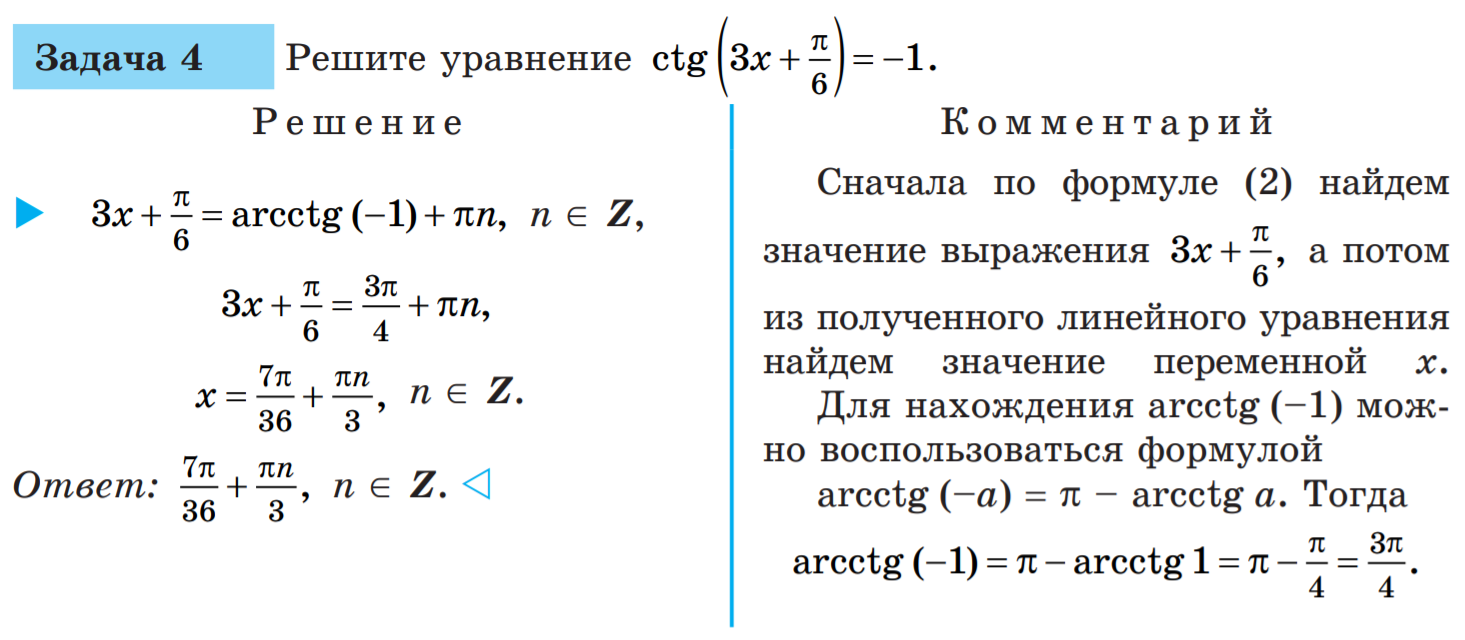 Задача 4 Решите уравнение ctg(3x + π/6) = −1.
Решение
3x + π/6 = arcctg (−1) + πn, n ∈ Z,
3x + π/6 = 3π/4 + πn,
x = 7π/36 + πn/3, n ∈ Z.
Ответ: 7π/36 + πn/3, n ∈ Z.
Комментарий
Сначала по формуле (2) найдем
значение выражения 3x + π/6, а потом
из полученного линейного уравнения
найдем значение переменной x.
Для нахождения arcctg (−1) мож-
но воспользоваться формулой
arcctg (−a) = π − arcctg a. Тогда
arcctg (−1) = π − arcctg 1 = π − π/4 = 3π/4.